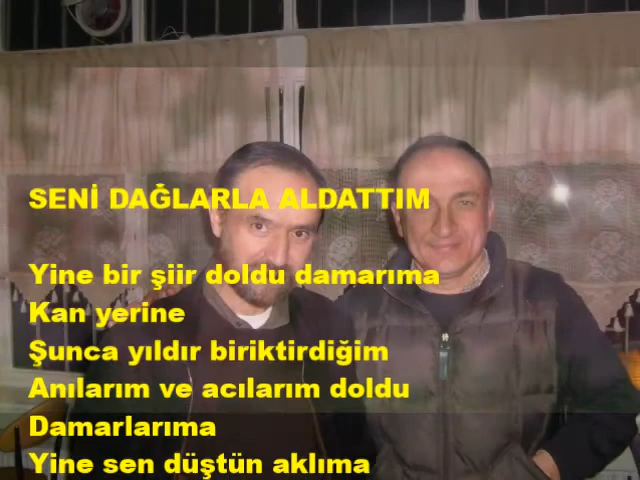 SENİ DAĞLARLA ALDATTIM
Yine bir şiir doldu damarıma
Kan yerine
Şunca yıldır biriktirdiğim
Anılarım ve acılarım doldu
Damarlarıma
Yine sen düştün aklıma